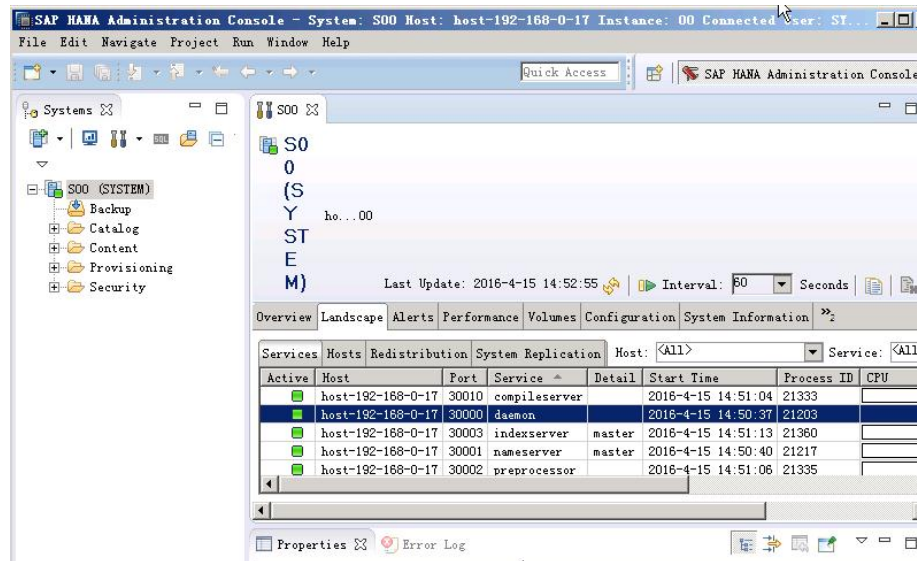 SAP HANA Administration Console - System: S00 Host: host-192-168-0-17 Instance: 00 Connected User: SY...
File Edit Navigate Project Run Window Help
Quick Access
SAP HANA Administration Console
Systems
S00
SQL
S00 (SYSTEM)
Backup
Catalog
Content
Provisioning
Security
S0
0
(S
Y
ST
E
M)
ho...00
Last Update: 2016-4-15 14:52:55
Interval: 60 Seconds
Overview Landscape Alerts Performance Volumes Configuration System Information »2
Services Hosts Redistribution System Replication Host: <All> Service: <All
Active Host Port Service Detail Start Time Process ID CPU
host-192-168-0-17 30010 compileserver 2016-4-15 14:51:04 21333
host-192-168-0-17 30000 daemon 2016-4-15 14:50:37 21203
host-192-168-0-17 30003 indexserver master 2016-4-15 14:51:13 21360
host-192-168-0-17 30001 nameserver master 2016-4-15 14:50:40 21217
host-192-168-0-17 30002 preprocessor 2016-4-15 14:51:06 21335
Properties Error Log